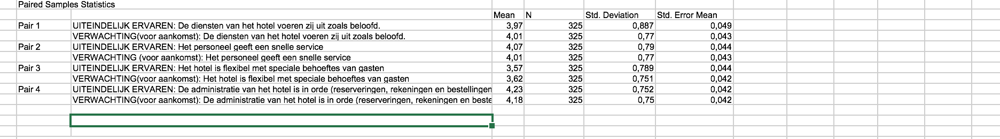 Paired Samples Statistics
Mean N Std. Deviation Std. Error Mean
Pair 1 UITEINDELIJK ERVAREN: De diensten van het hotel voeren zij uit zoals beloofd. 3,97 325 0,887 0,049
VERWACHTING(voor aankomst): De diensten van het hotel voeren zij uit zoals beloofd. 4,01 325 0,77 0,043
Pair 2 UITEINDELIJK ERVAREN: Het personeel geeft een snelle service 4,07 325 0,79 0,044
VERWACHTING (voor aankomst): Het personeel geeft een snelle service 4,01 325 0,77 0,043
Pair 3 UITEINDELIJK ERVAREN: Het hotel is flexibel met speciale behoeftes van gasten 3,57 325 0,789 0,044
VERWACHTING(voor aankomst): Het hotel is flexibel met speciale behoeftes van gasten 3,62 325 0,751 0,042
Pair 4 UITEINDELIJK ERVAREN: De administratie van het hotel is in orde (reserveringen, rekeningen en bestellingen 4,23 325 0,752 0,042
VERWACHTING(voor aankomst): De administratie van het hotel is in orde (reserveringen, rekeningen en beste 4,18 325 0,75 0,042